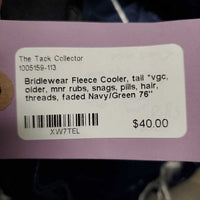 The Tack Collector
1005159-113
Bridlewear Fleece Cooler, tail *vgc,
older, mnr rubs, snags, pills, hair,
threads, faded Navy/Green 76"
XW7TEL
$40.00